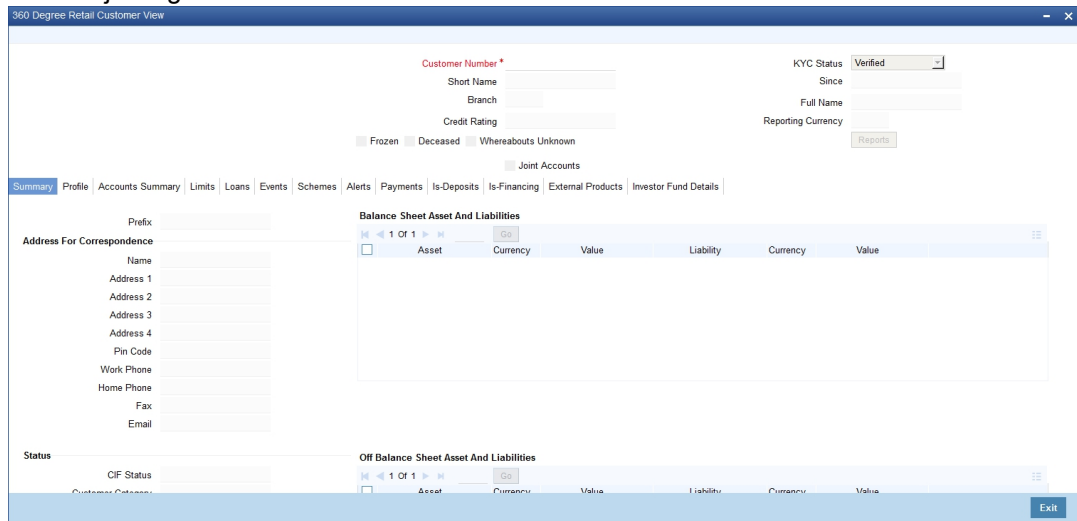 360 Degree Retail Customer View
Customer Number *
Short Name
Branch
Credit Rating
Frozen Deceased Whereabouts Unknown
Joint Accounts
KYC Status Verified
Since
Full Name
Reporting Currency
Reports
Summary Profile Accounts Summary Limits Loans Events Schemes Alerts Payments Is-Deposits Is-Financing External Products Investor Fund Details
Prefix
Address For Correspondence
Name
Address 1
Address 2
Address 3
Address 4
Pin Code
Work Phone
Home Phone
Fax
Email
Status
CIF Status
Customer Category
Balance Sheet Asset And Liabilities
1 Of 1 Go
Asset Currency Value Liability Currency Value
Off Balance Sheet Asset And Liabilities
1 Of 1 Go
Asset Currency Value Liability Currency Value
Exit